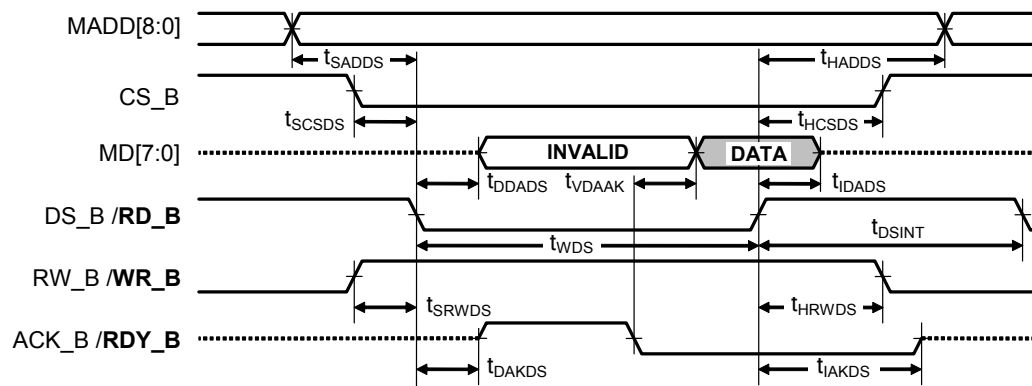 MADD[8:0]
tSADDS tHADDS
CS_B
tSCSDS tHCSDS
MD[7:0] INVALID DATA
tDDADS tVDAAK tIDADS
DS_B /RD_B
tWDS tDSINT
RW_B /WR_B
tSRWDS tHRWDS
ACK_B /RDY_B
tDAKDS tIAKDS